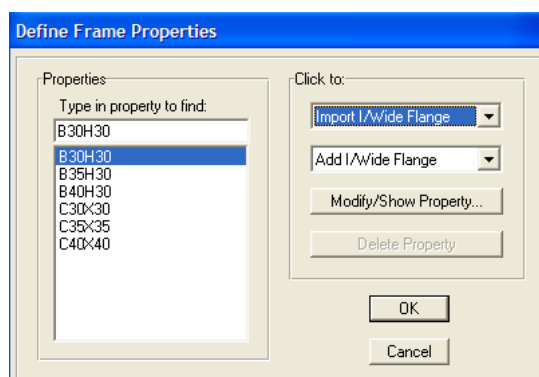 Define Frame Properties
Properties
Type in property to find:
B30H30
B30H30
B35H30
B40H30
C30X30
C35X35
C40X40
Click to:
Import I/Wide Flange
Add I/Wide Flange
Modify/Show Property...
Delete Property
OK
Cancel